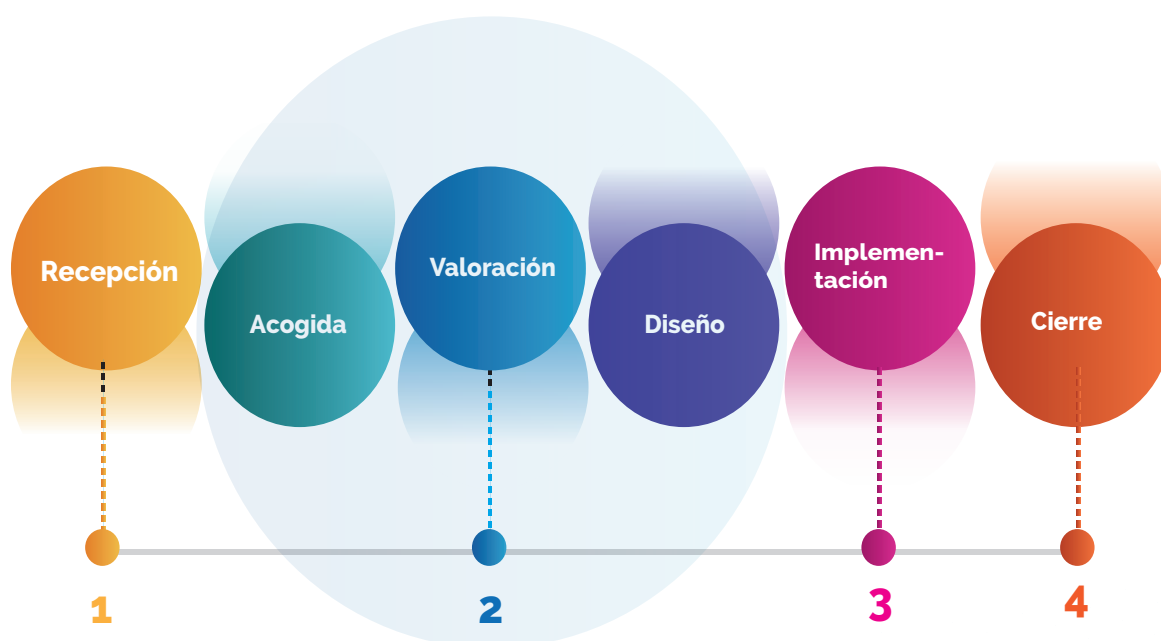 Recepción
Acogida
Valoración
Diseño
Implemen-
tación
Cierre
1
2
3
4